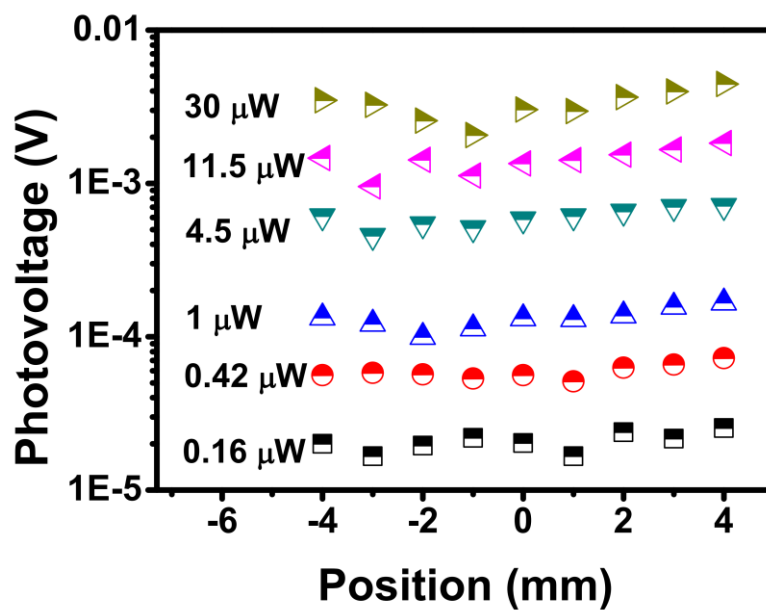 0.01
30 μW
11.5 μW
1E-3
4.5 μW
1 μW
1E-4
0.42 μW
0.16 μW
1E-5
Photovoltage (V)
-6 -4 -2 0 2 4
Position (mm)